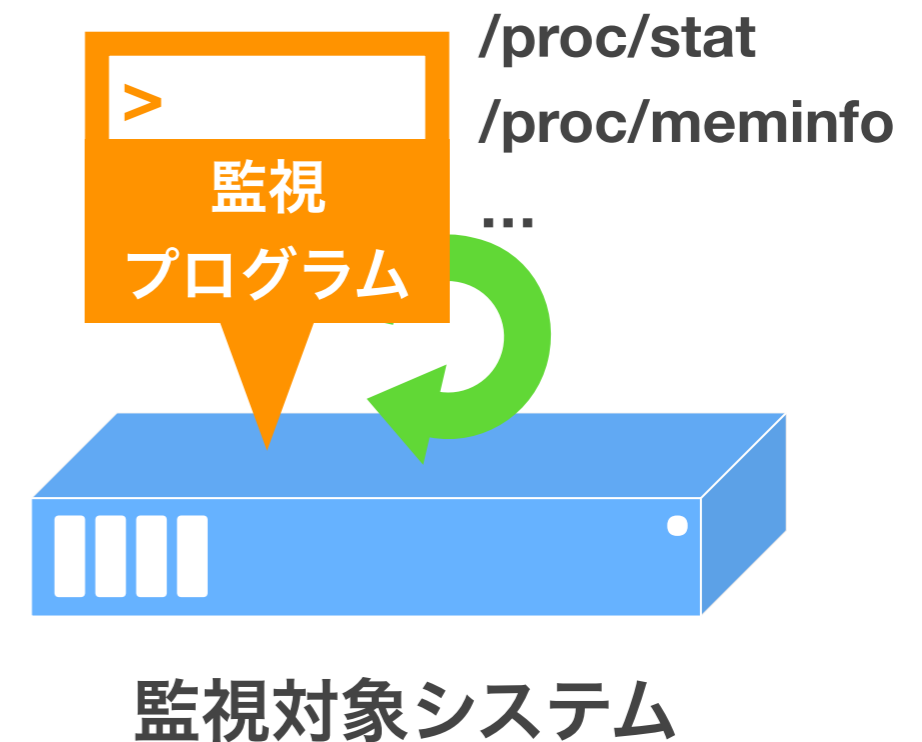 /proc/stat
/proc/meminfo
...
>
監視
プログラム
監視対象システム